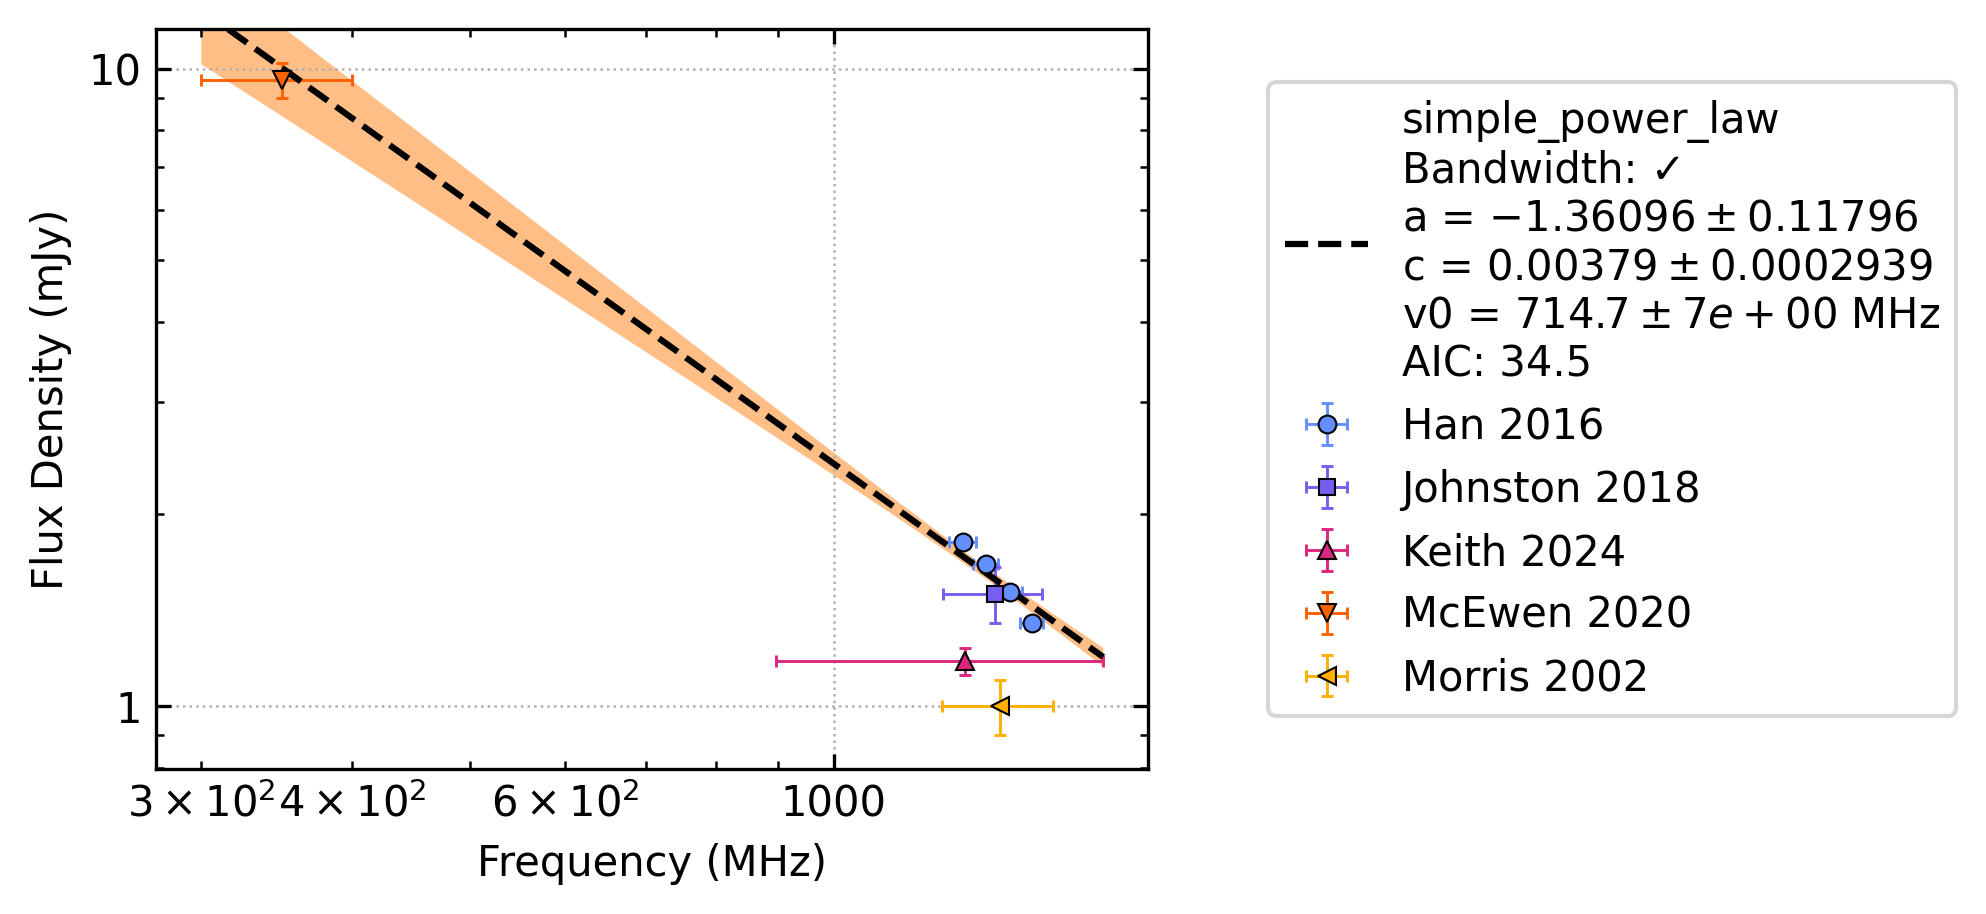 10
1
Flux Density (mJy)
3 × 10² 4 × 10² 6 × 10² 1000
Frequency (MHz)
simple_power_law
Bandwidth: ✓
a = −1.36096 ± 0.11796
c = 0.00379 ± 0.0002939
v0 = 714.7 ± 7e + 00 MHz
AIC: 34.5
Han 2016
Johnston 2018
Keith 2024
McEwen 2020
Morris 2002